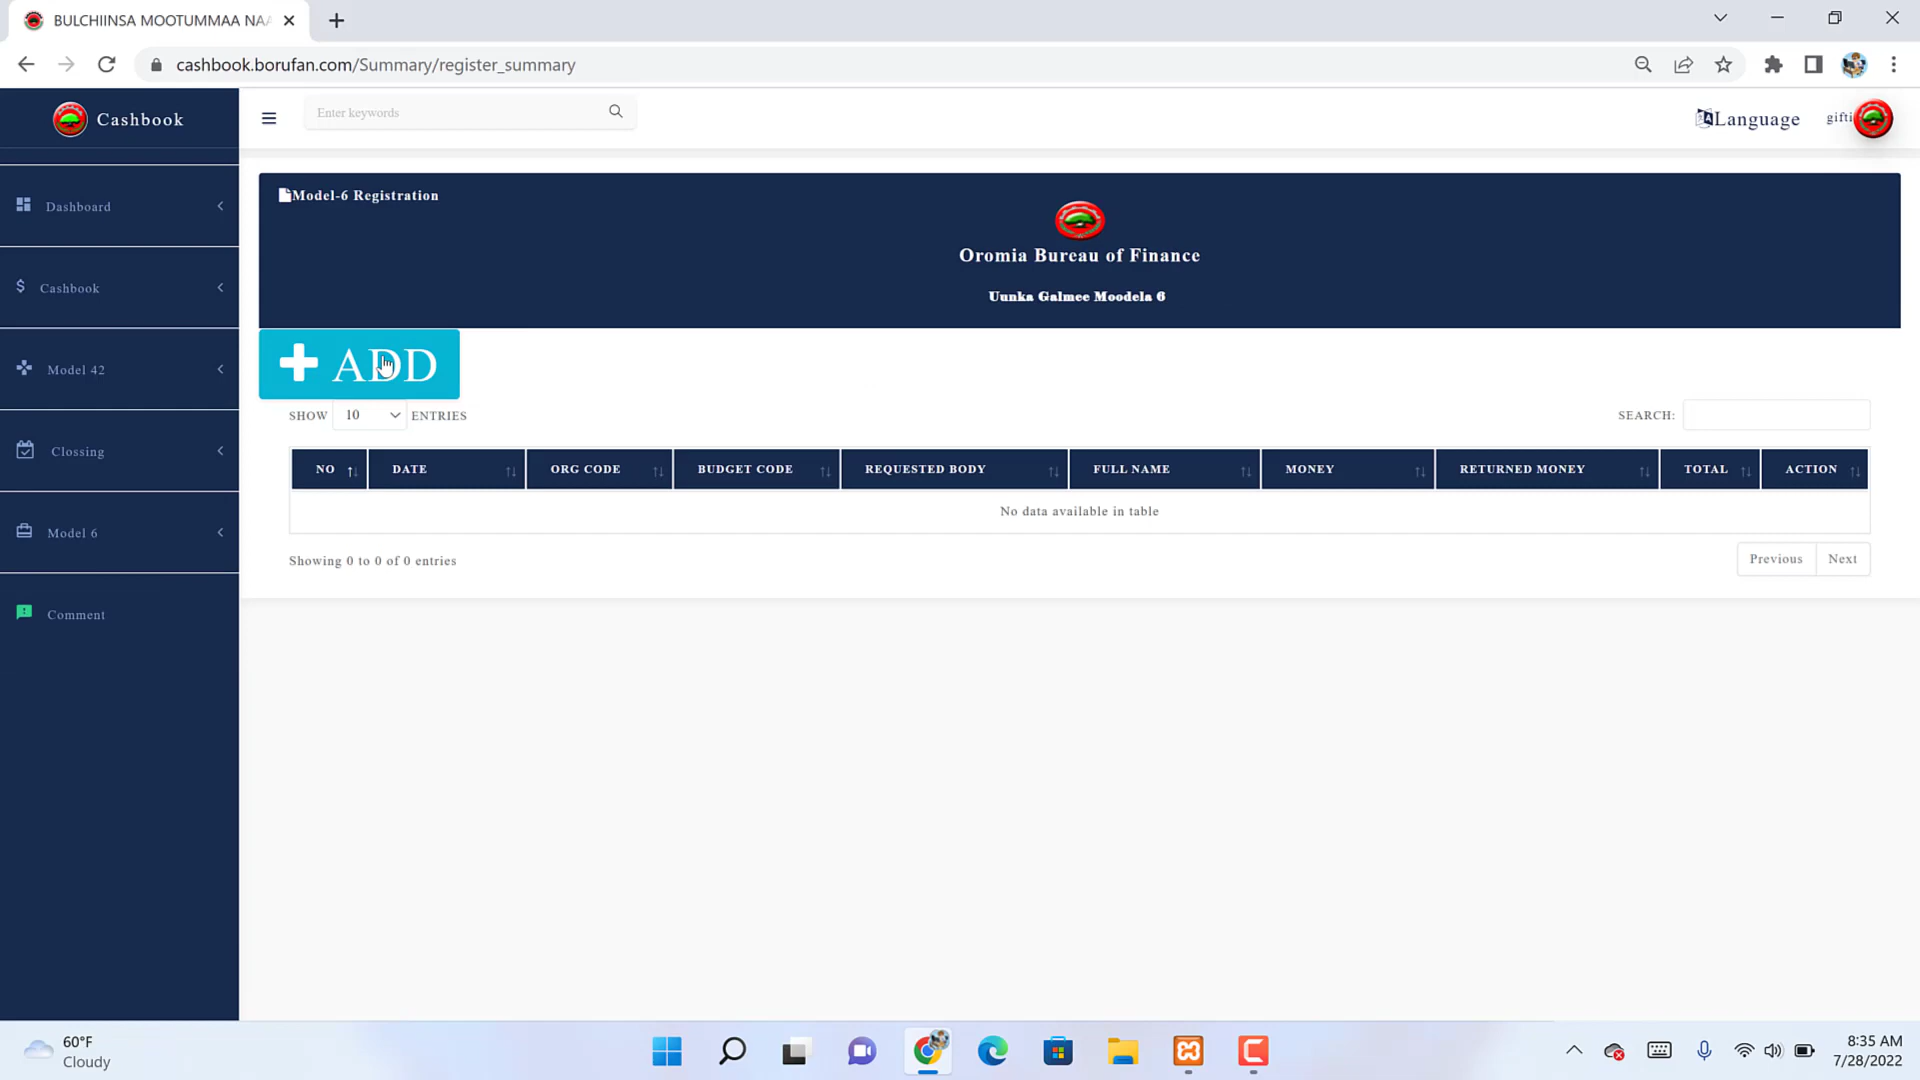 BULCHIINSA MOOTUMMAA NAA
cashbook.borufan.com/Summary/register_summary
Cashbook
Enter keywords
Language
gifti
Dashboard
Cashbook
Model 42
Clossing
Model 6
Comment
Model-6 Registration
Oromia Bureau of Finance
Uunka Galmee Moodela 6
ADD
SHOW 10 ENTRIES
SEARCH:
NO DATE ORG CODE BUDGET CODE REQUESTED BODY FULL NAME MONEY RETURNED MONEY TOTAL ACTION
No data available in table
Showing 0 to 0 of 0 entries
Previous Next
60°F
Cloudy
8:35 AM
7/28/2022